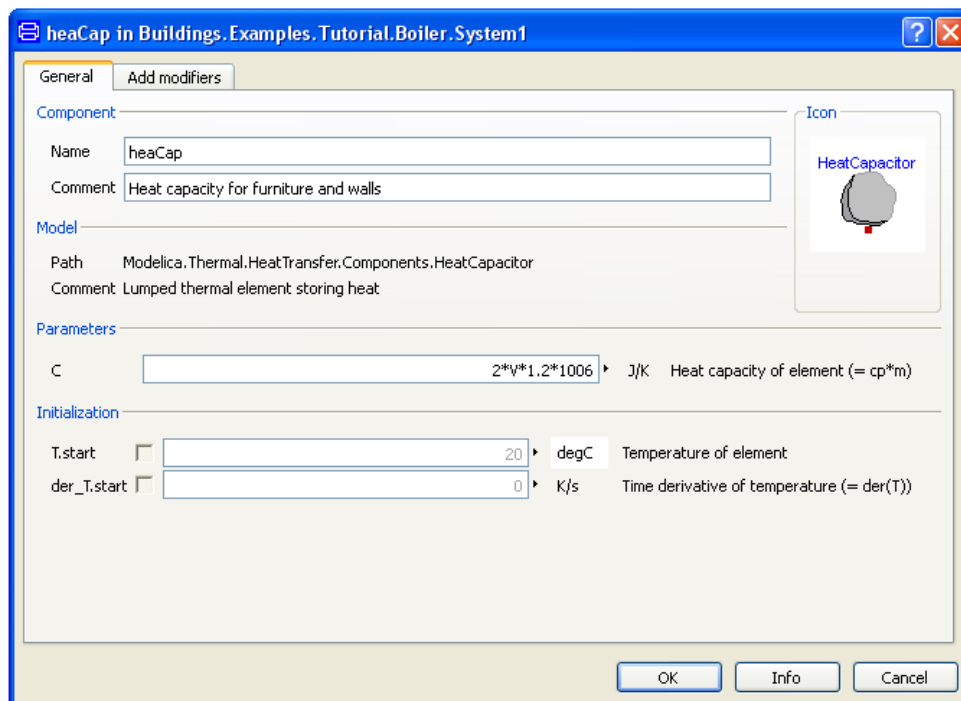 heaCap in Buildings.Examples.Tutorial.Boiler.System1
General Add modifiers
Component
Icon
Name heaCap
HeatCapacitor
Comment Heat capacity for furniture and walls
Model
Path Modelica.Thermal.HeatTransfer.Components.HeatCapacitor
Comment Lumped thermal element storing heat
Parameters
C 2*V*1.2*1006 J/K Heat capacity of element (= cp*m)
Initialization
T.start 20 degC Temperature of element
der_T.start 0 K/s Time derivative of temperature (= der(T))
OK Info Cancel